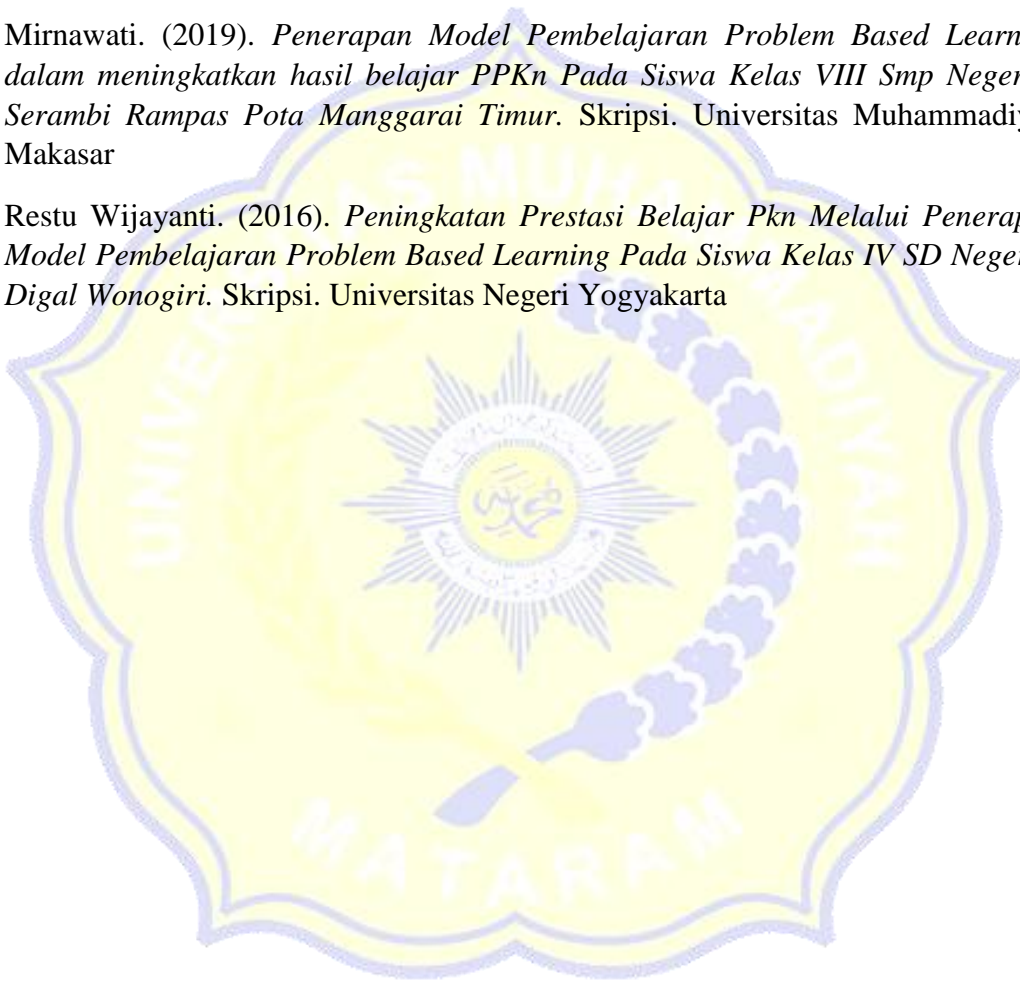 Mirnawati. (2019). Penerapan Model Pembelajaran Problem Based Learn
dalam meningkatkan hasil belajar PPKn Pada Siswa Kelas VIII Smp Neger
Serambi Rampas Pota Manggarai Timur. Skripsi. Universitas Muhammadiy
Makasar
Restu Wijayanti. (2016). Peningkatan Prestasi Belajar Pkn Melalui Penerap
Model Pembelajaran Problem Based Learning Pada Siswa Kelas IV SD Neger
Digal Wonogiri. Skripsi. Universitas Negeri Yogyakarta
UNIVERSITAS MUHAMMADIYAH
MATARAM